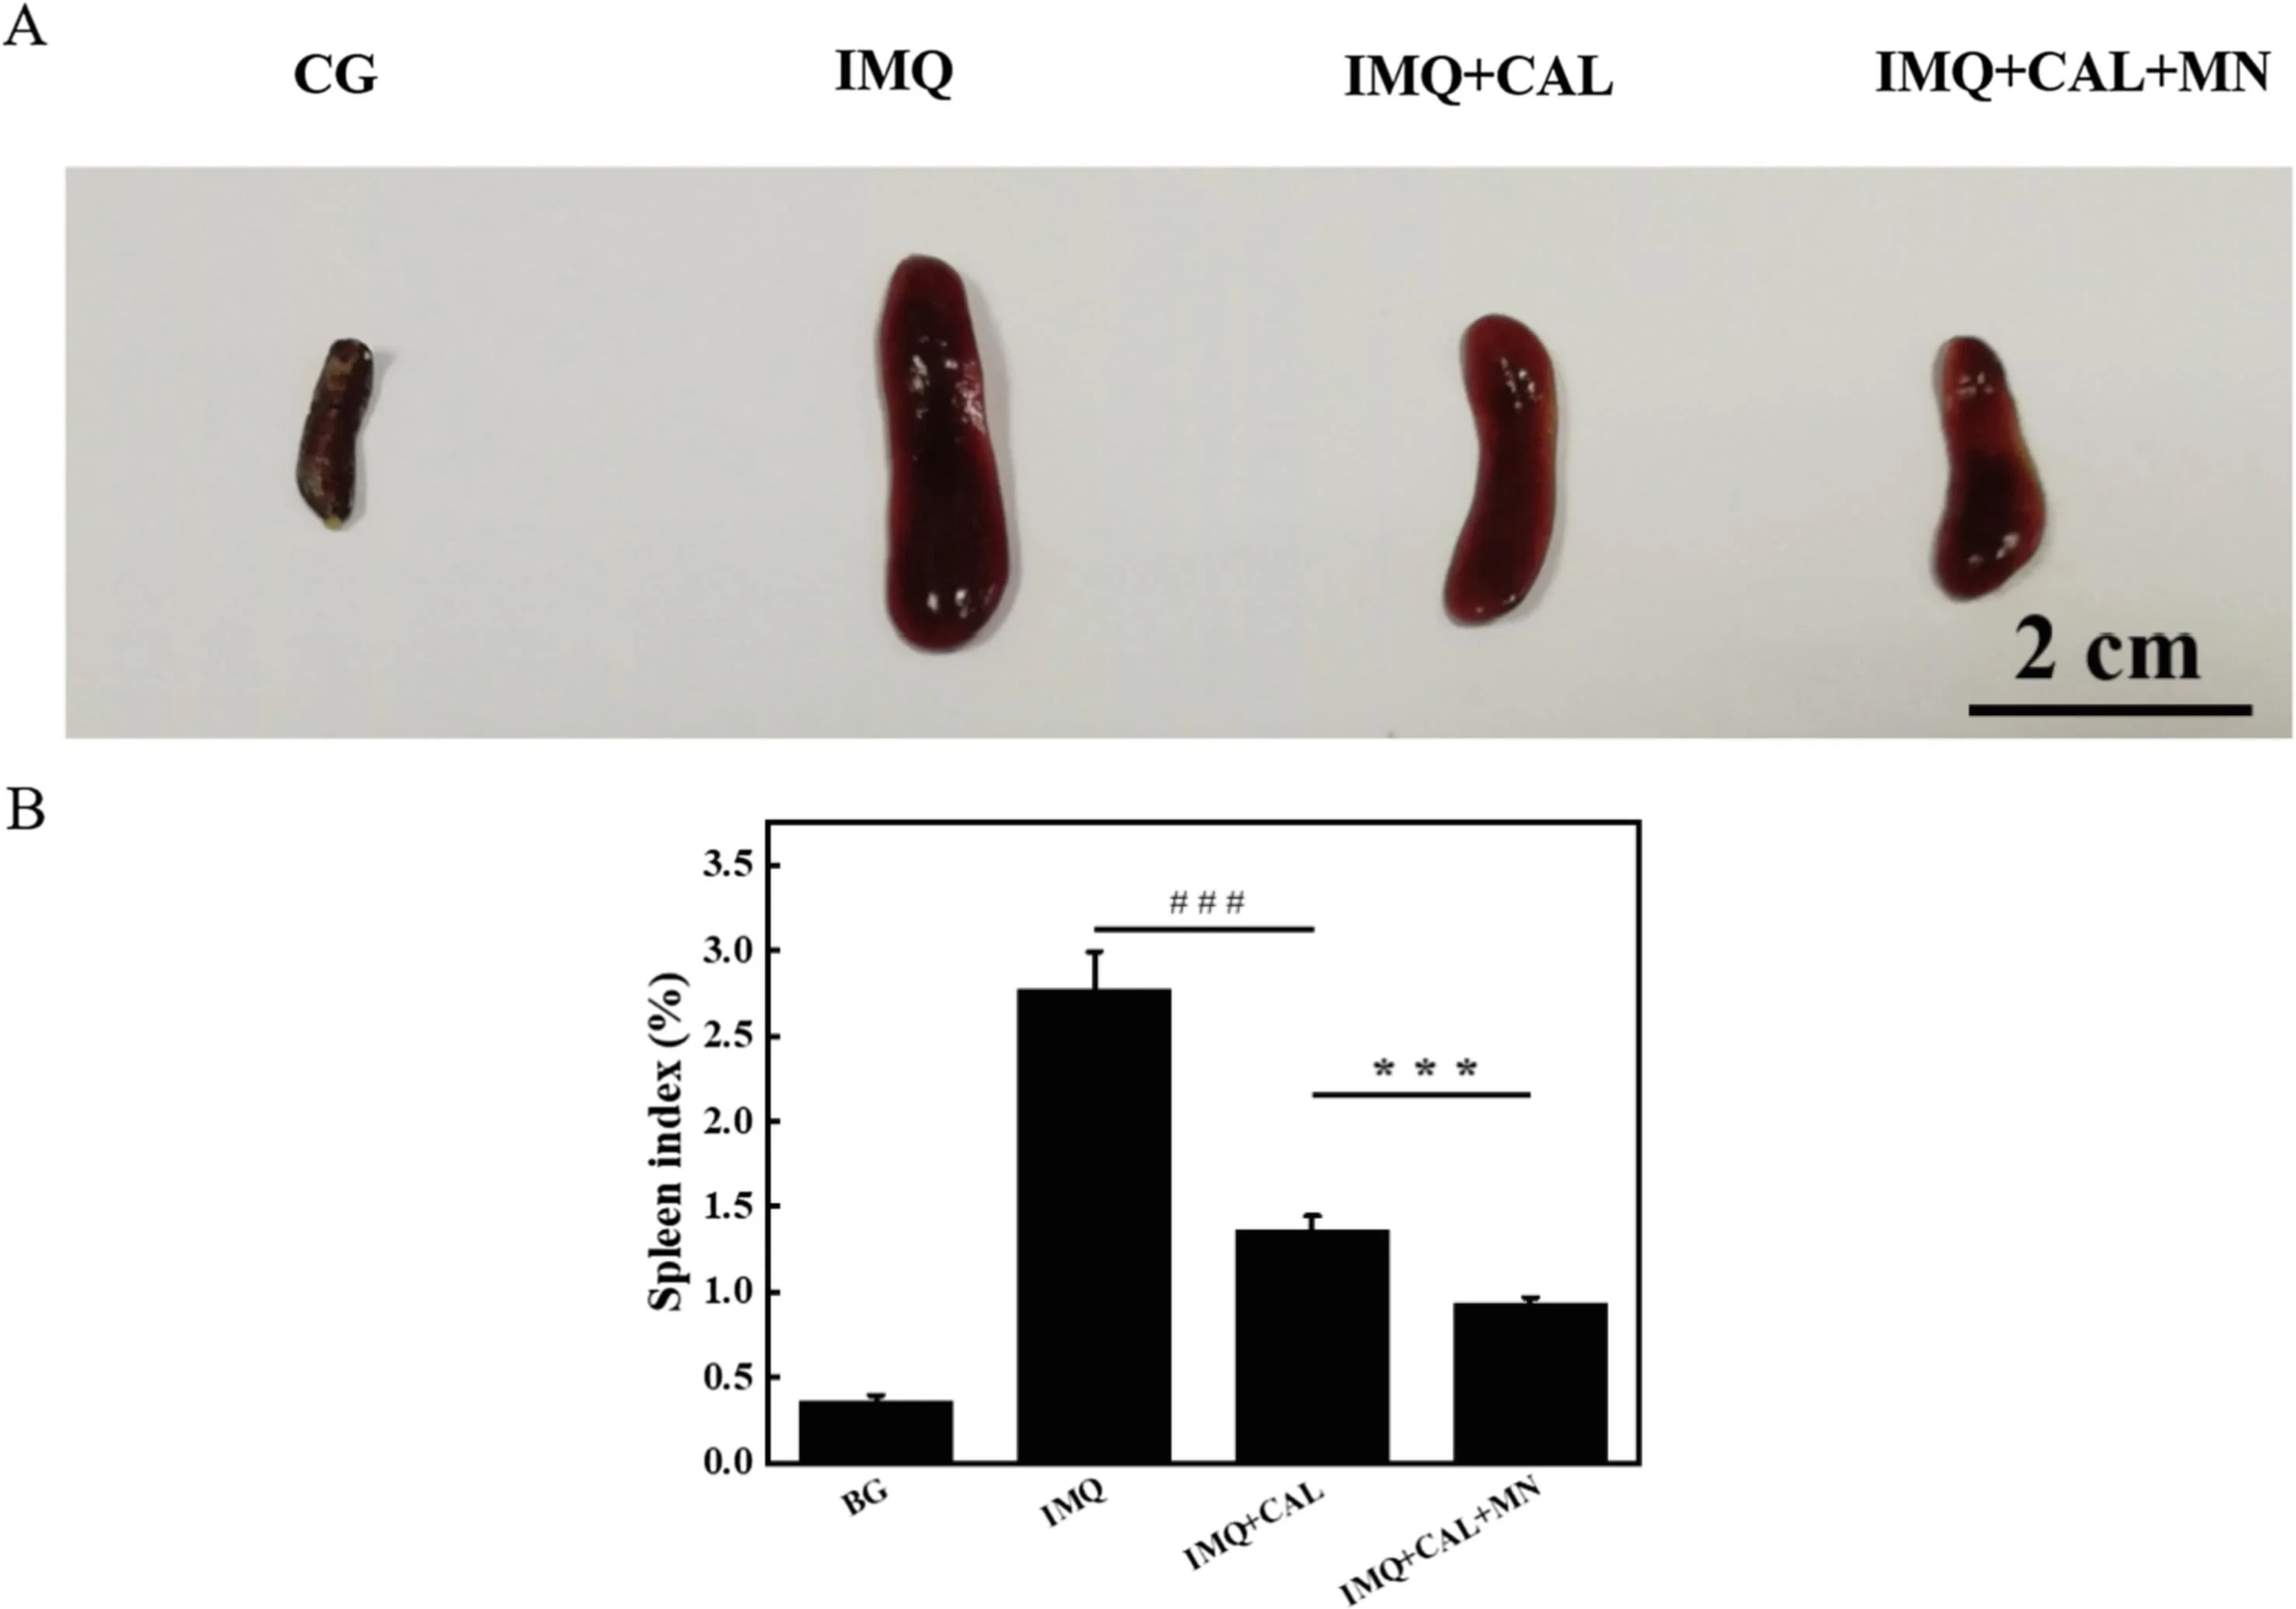 A
CG IMQ IMQ+CAL IMQ+CAL+MN
2 cm
B
Spleen index (%)
3.5
3.0
2.5
2.0
1.5
1.0
0.5
0.0
# # #
* * *
BG IMQ IMQ+CAL IMQ+CAL+MN